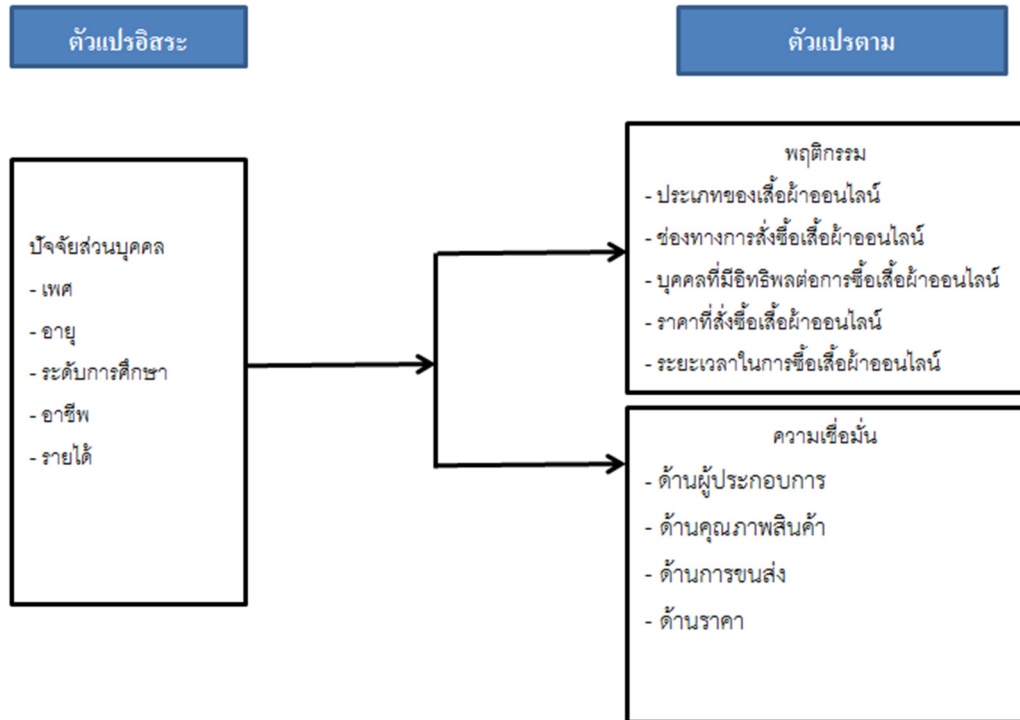 ตัวแปรอิสระ
ตัวแปรตาม
ปัจจัยส่วนบุคคล
- เพศ
- อายุ
- ระดับการศึกษา
- อาชีพ
- รายได้
พฤติกรรม
- ประเภทของเสื้อผ้าออนไลน์
- ช่องทางการสั่งซื้อเสื้อผ้าออนไลน์
- บุคคลที่มีอิทธิพลต่อการซื้อเสื้อผ้าออนไลน์
- ราคาที่สั่งซื้อเสื้อผ้าออนไลน์
- ระยะเวลาในการซื้อเสื้อผ้าออนไลน์
ความเชื่อมั่น
- ด้านผู้ประกอบการ
- ด้านคุณภาพสินค้า
- ด้านการขนส่ง
- ด้านราคา